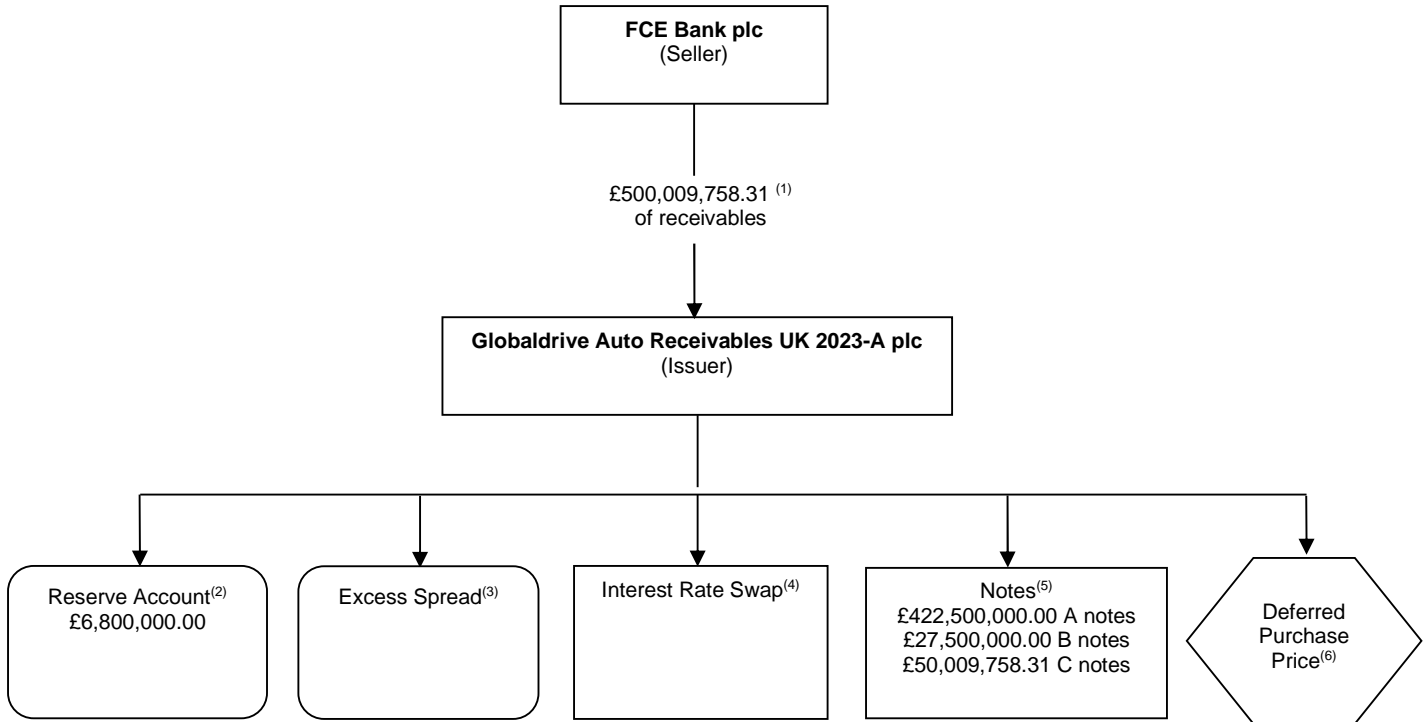 FCE Bank plc
(Seller)
£500,009,758.31 (1)
of receivables
Globaldrive Auto Receivables UK 2023-A plc
(Issuer)
Reserve Account(2)
£6,800,000.00
Excess Spread(3)
Interest Rate Swap(4)
Notes(5)
£422,500,000.00 A notes
£27,500,000.00 B notes
£50,009,758.31 C notes
Deferred
Purchase
Price(6)